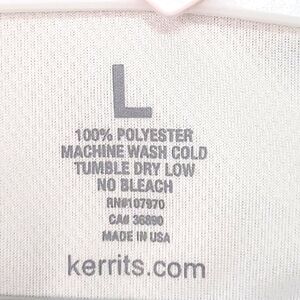 L
100% POLYESTER
MACHINE WASH COLD
TUMBLE DRY LOW
NO BLEACH
RN#107970
CA# 36890
MADE IN USA
kerrits.com